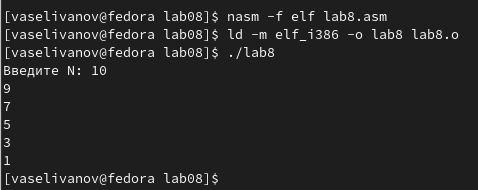 [vaselivanov@fedora lab08]$ nasm -f elf lab8.asm
[vaselivanov@fedora lab08]$ ld -m elf_i386 -o lab8 lab8.o
[vaselivanov@fedora lab08]$ ./lab8
Введите N: 10
9
7
5
3
1
[vaselivanov@fedora lab08]$